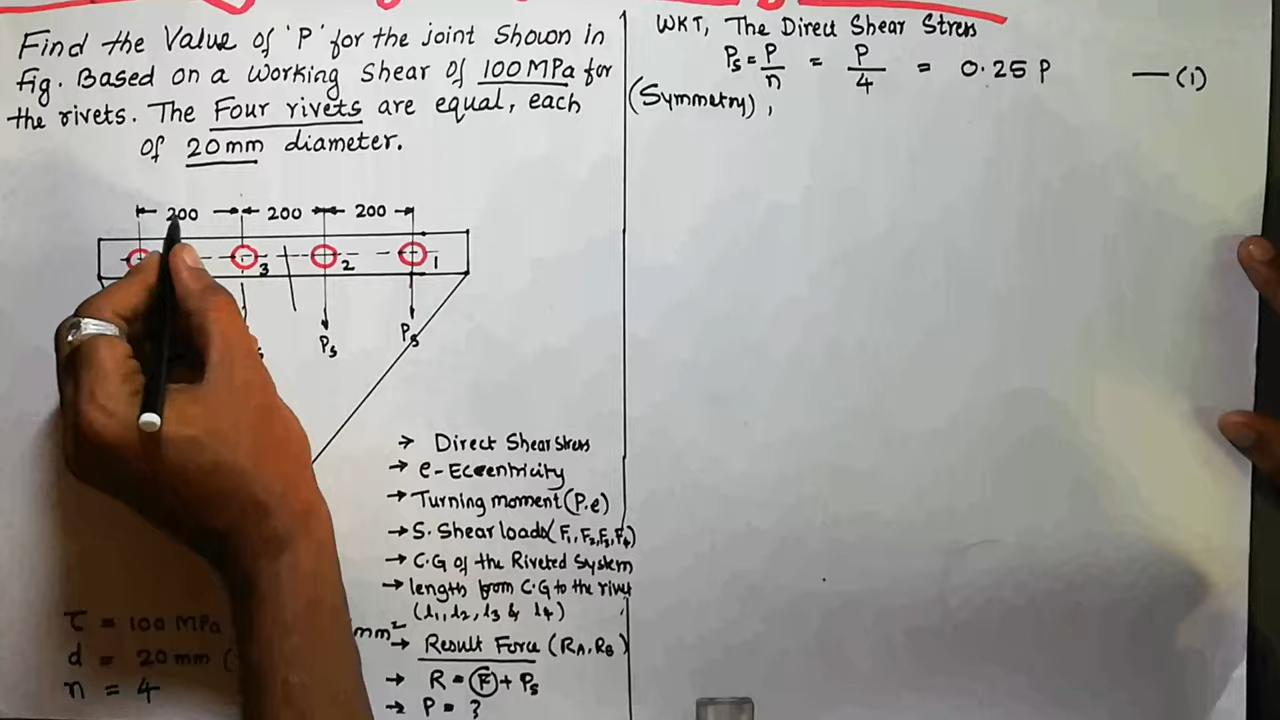 Find the Value of 'P' for the joint Shown in
fig. Based on a Working Shear of 100 MPa for
the rivets. The Four rivets are equal, each
of 20mm diameter.
200 200 200
3 2 1
Ps Ps
s
→ Direct Shear Stress
→ e-Eccentricity
→ Turning moment (P.e)
→ S. Shear loads (F1, F2, F3, F4)
→ C.G of the Riveted System
→ length from C.G to the rivet
(l1, l2, l3 & l4)
mm²
→ Result Force (RA, RB)
→ R = F + Ps
→ P = ?
τ = 100 MPa
d = 20 mm (
n = 4
WKT, The Direct Shear Stress
Ps = P/n = P/4 = 0.25 P — (1)
(Symmetry),